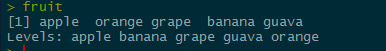 > fruit
[1] apple  orange grape  banana guava
Levels: apple banana grape guava orange